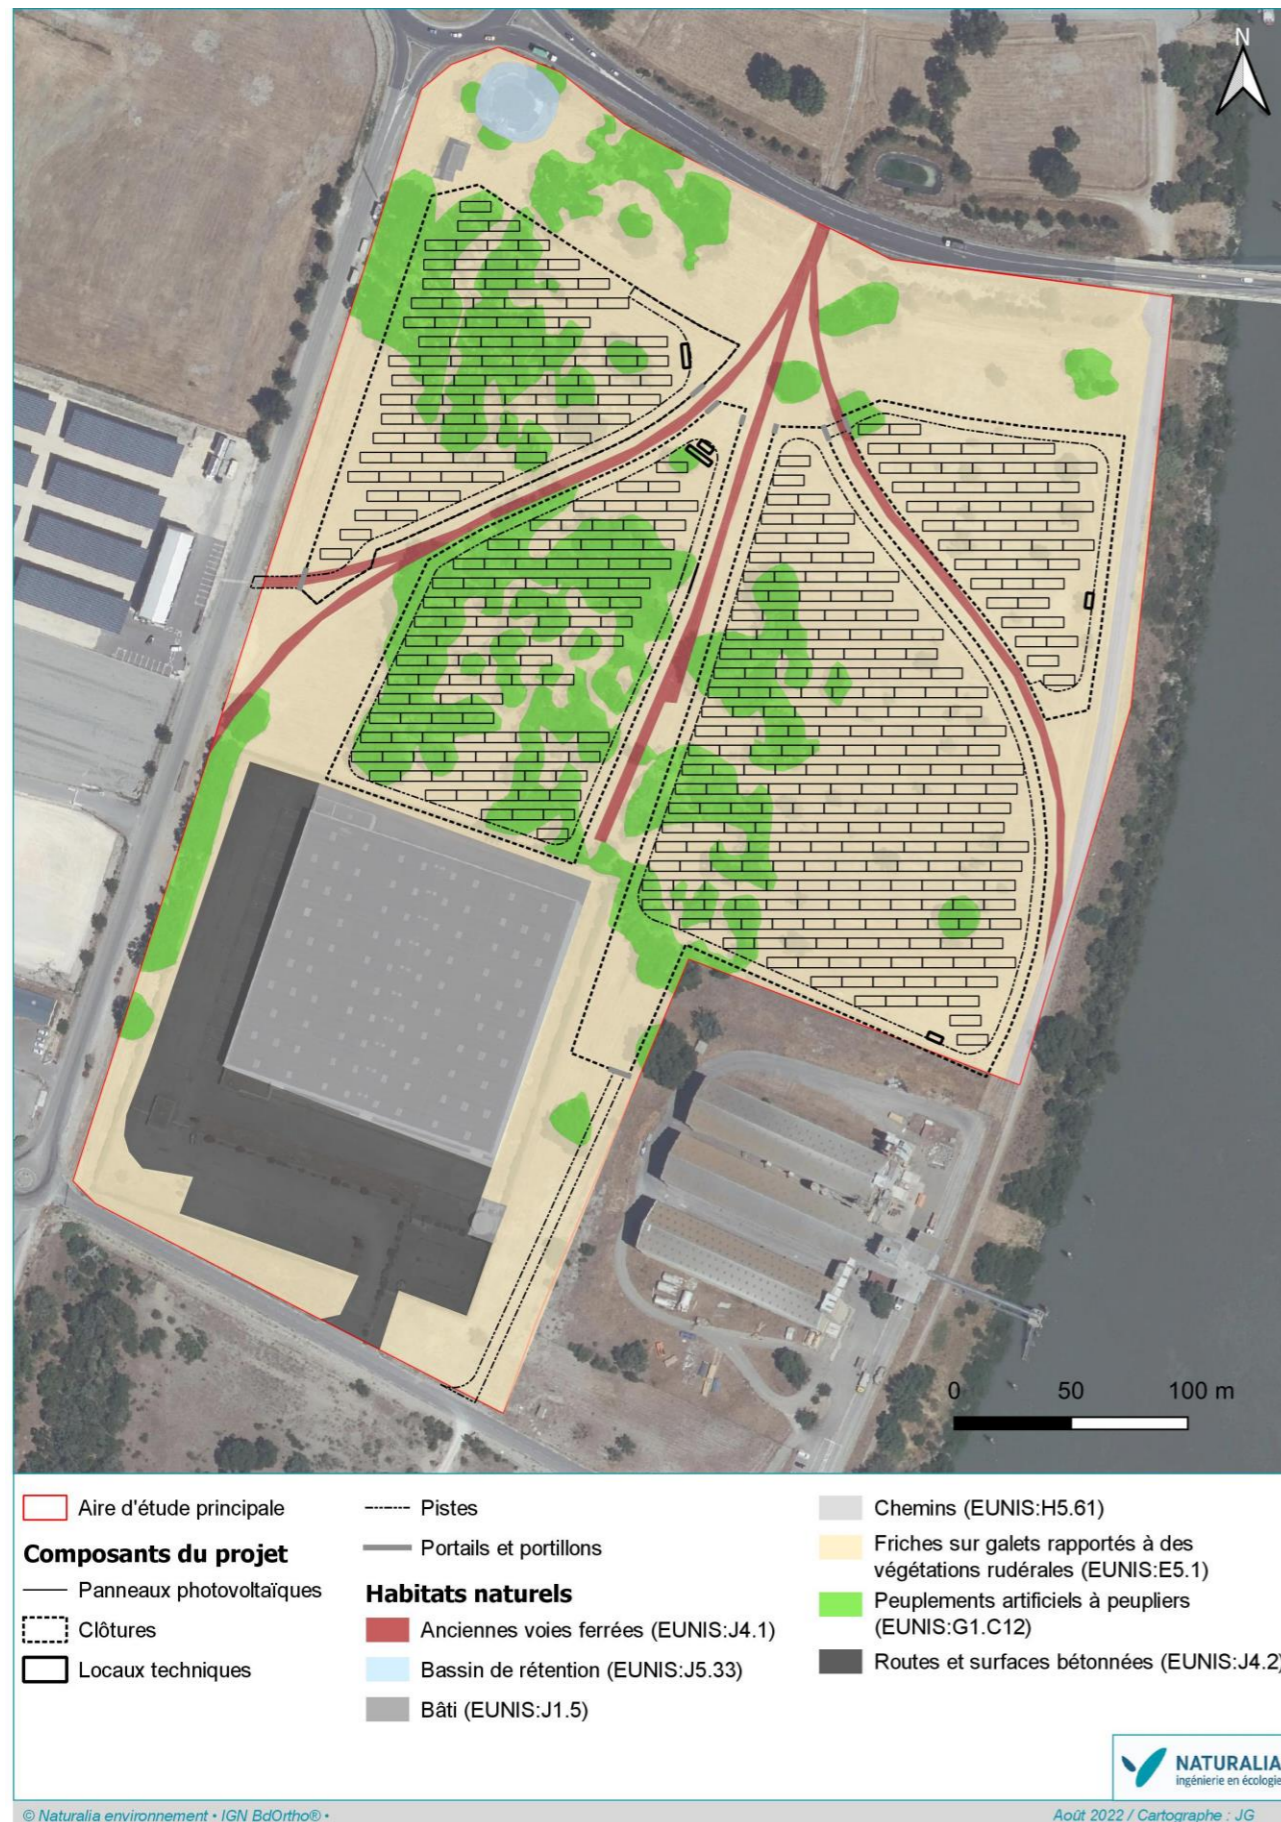 N
0 50 100 m
Aire d'étude principale
Composants du projet
Panneaux photovoltaïques
Clôtures
Locaux techniques
Pistes
Portails et portillons
Habitats naturels
Anciennes voies ferrées (EUNIS:J4.1)
Bassin de rétention (EUNIS:J5.33)
Bâti (EUNIS:J1.5)
Chemins (EUNIS:H5.61)
Friches sur galets rapportés à des
végétations rudérales (EUNIS:E5.1)
Peuplements artificiels à peupliers
(EUNIS:G1.C12)
Routes et surfaces bétonnées (EUNIS:J4.2)
NATURALIA
ingénierie en écologie
© Naturalia environnement • IGN BdOrtho® •
Août 2022 / Cartographe : JG